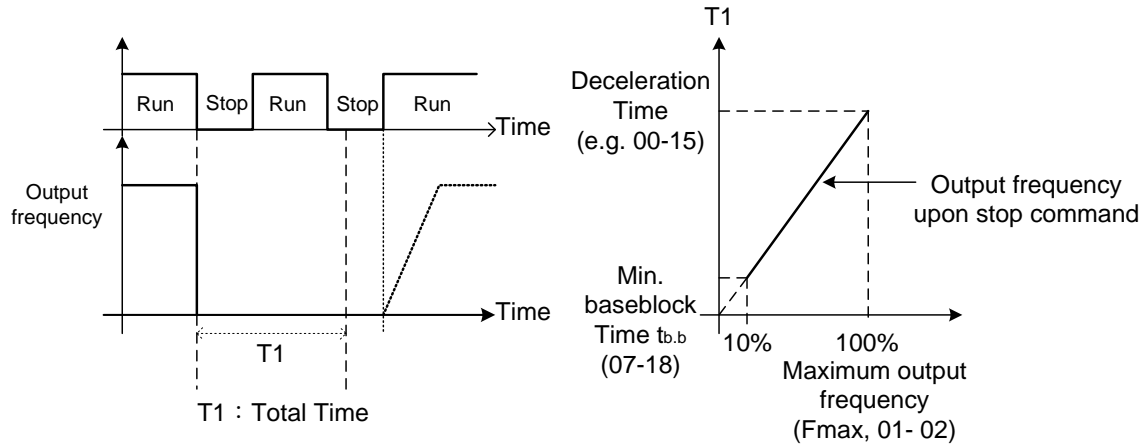 Run
Stop
Run
Stop
Run
Time
Output
frequency
Time
T1
T1：Total Time
T1
Deceleration
Time
(e.g. 00-15)
Output frequency
upon stop command
Min.
baseblock
Time tb.b
(07-18)
10%
100%
Maximum output
frequency
(Fmax, 01- 02)